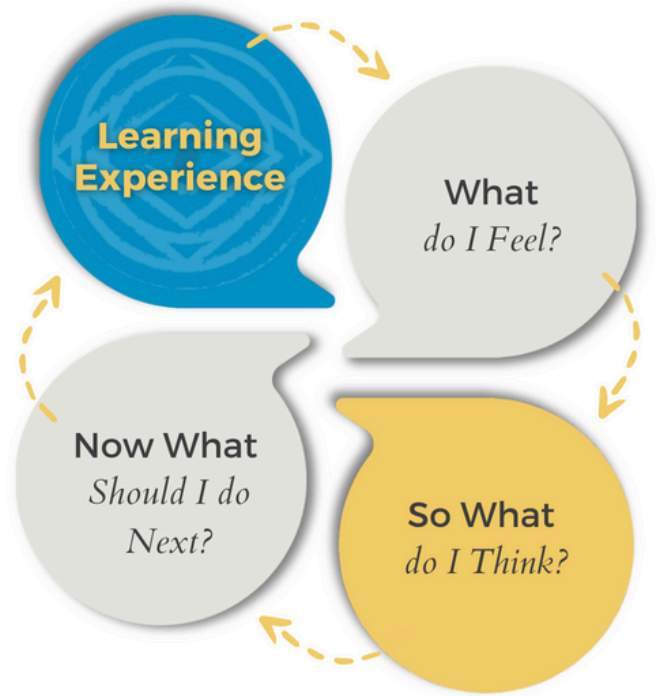 Learning
Experience
What
do I Feel?
So What
do I Think?
Now What
Should I do
Next?